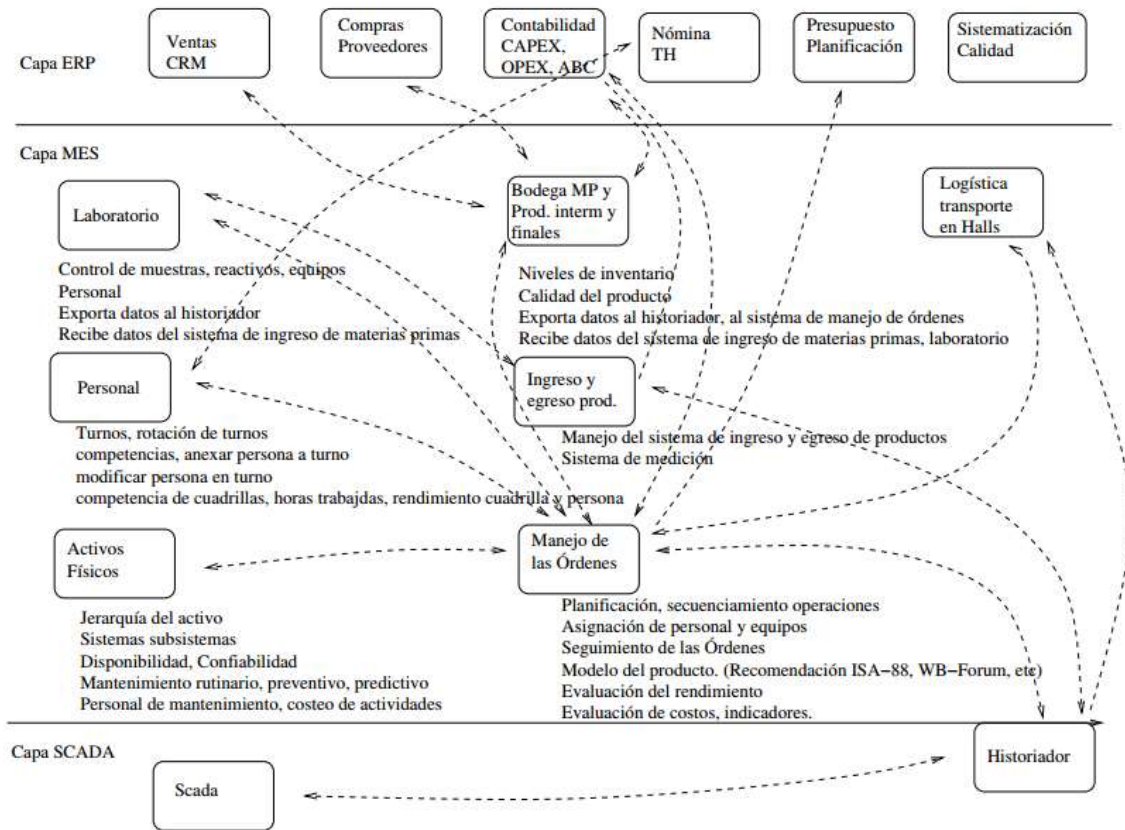 Capa ERP
Ventas
CRM
Compras
Proveedores
Contabilidad
CAPEX,
OPEX, ABC
Nómina
TH
Presupuesto
Planificación
Sistematización
Calidad
Capa MES
Laboratorio
Control de muestras, reactivos, equipos
Personal
Exporta datos al historiador
Recibe datos del sistema de ingreso de materias primas
Bodega MP y
Prod. interm y
finales
Niveles de inventario
Calidad del producto
Exporta datos al historiador, al sistema de manejo de órdenes
Recibe datos del sistema de ingreso de materias primas, laboratorio
Logística
transporte
en Halls
Personal
Turnos, rotación de turnos
competencias, anexar persona a turno
modificar persona en turno
competencia de cuadrillas, horas trabajdas, rendimiento cuadrilla y persona
Ingreso y
egreso prod.
Manejo del sistema de ingreso y egreso de productos
Sistema de medición
Activos
Físicos
Jerarquía del activo
Sistemas subsistemas
Disponibilidad, Confiabilidad
Mantenimiento rutinario, preventivo, predictivo
Personal de mantenimiento, costeo de actividades
Manejo de
las Órdenes
Planificación, secuenciamiento operaciones
Asignación de personal y equipos
Seguimiento de las Órdenes
Modelo del producto. (Recomendación ISA−88, WB−Forum, etc)
Evaluación del rendimiento
Evaluación de costos, indicadores.
Capa SCADA
Scada
Historiador